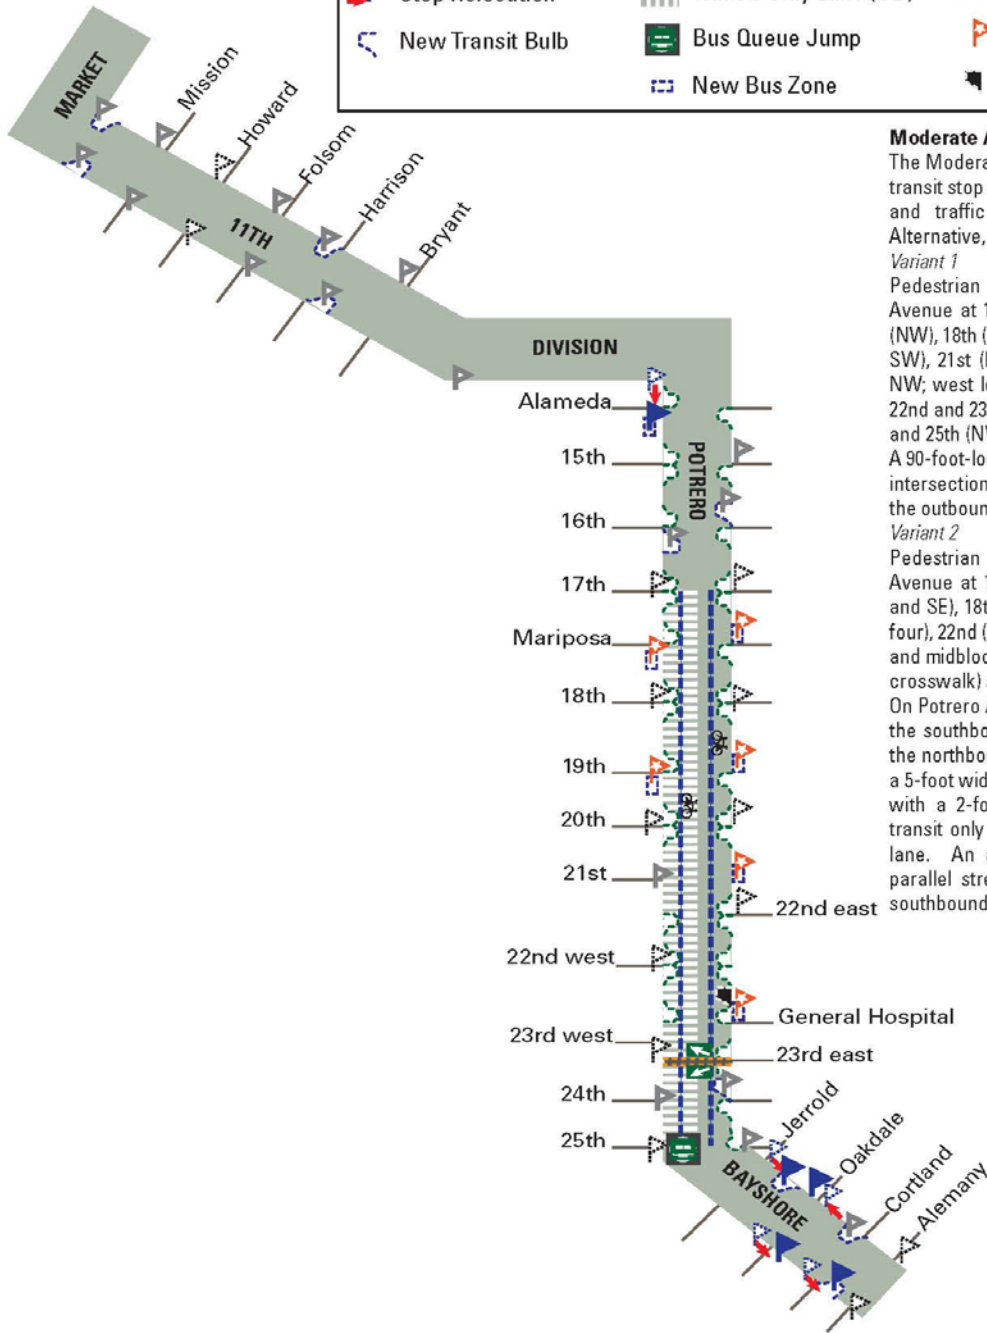 Stop Relocation
New Transit Bulb
Bus Queue Jump
New Bus Zone
MARKET
Mission
Howard
Folsom
Harrison
Bryant
11TH
DIVISION
POTRERO
Alameda
15th
16th
17th
Mariposa
18th
19th
20th
21st
22nd east
22nd west
General Hospital
23rd west
23rd east
24th
25th
BAYSHORE
Jerrold
Oakdale
Cortland
Alemany
Moderate A
The Modera
transit stop
and traffic
Alternative,
Variant 1
Pedestrian
Avenue at 1
(NW), 18th (
SW), 21st (
NW; west l
22nd and 23
and 25th (N
A 90-foot-lo
intersection
the outboun
Variant 2
Pedestrian
Avenue at 1
and SE), 18t
four), 22nd (
and midbloc
crosswalk)
On Potrero A
the southbo
the northbo
a 5-foot wid
with a 2-fo
transit only
lane. An
parallel stre
southbound